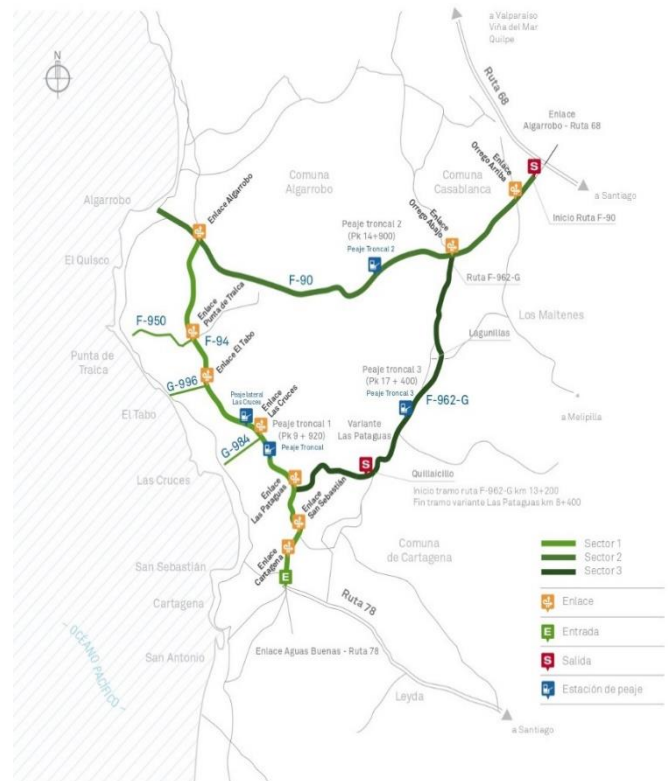 a Valparaíso
Viña del Mar
Quilpe
N
Ruta 68
Enlace
Algarrobo - Ruta 68
S
a Santiago
Inicio Ruta F-90
Enlace
Orrego Arriba
Comuna
Casablanca
Comuna
Algarrobo
Enlace
Orrego Abajo
Algarrobo
Enlace Algarrobo
Peaje troncal 2
(Pk 14+900)
Peaje Troncal 2
Ruta F-962-G
El Quisco
F-90
Enlace
Punta de Tralca
F-950
F-94
Los Maitenes
Lagunillas
Punta de
Tralca
Enlace El Tabo
G-996
Peaje troncal 3
(Pk 17 + 400)
Peaje Troncal 3
F-962-G
a Melipilla
El Tabo
Peaje lateral
Las Cruces
Enlace
Las Cruces
Peaje troncal 1
(Pk 9 + 920)
Peaje Troncal
Variante
Las Pataguas
G-984
Las Cruces
Enlace
Las Pataguas
S
Quillaicillo
Inicio tramo ruta F-962-G km 13+200
Fin tramo variante Las Pataguas km 8+400
Enlace
San Sebastián
Enlace
Cartagena
Comuna
de Cartagena
San Sebastián
E
Cartagena
Ruta 78
San Antonio
Enlace Aguas Buenas - Ruta 78
– OCÉANO PACÍFICO –
Leyda
a Santiago
Sector 1
Sector 2
Sector 3
Enlace
E
Entrada
S
Salida
Estación de peaje